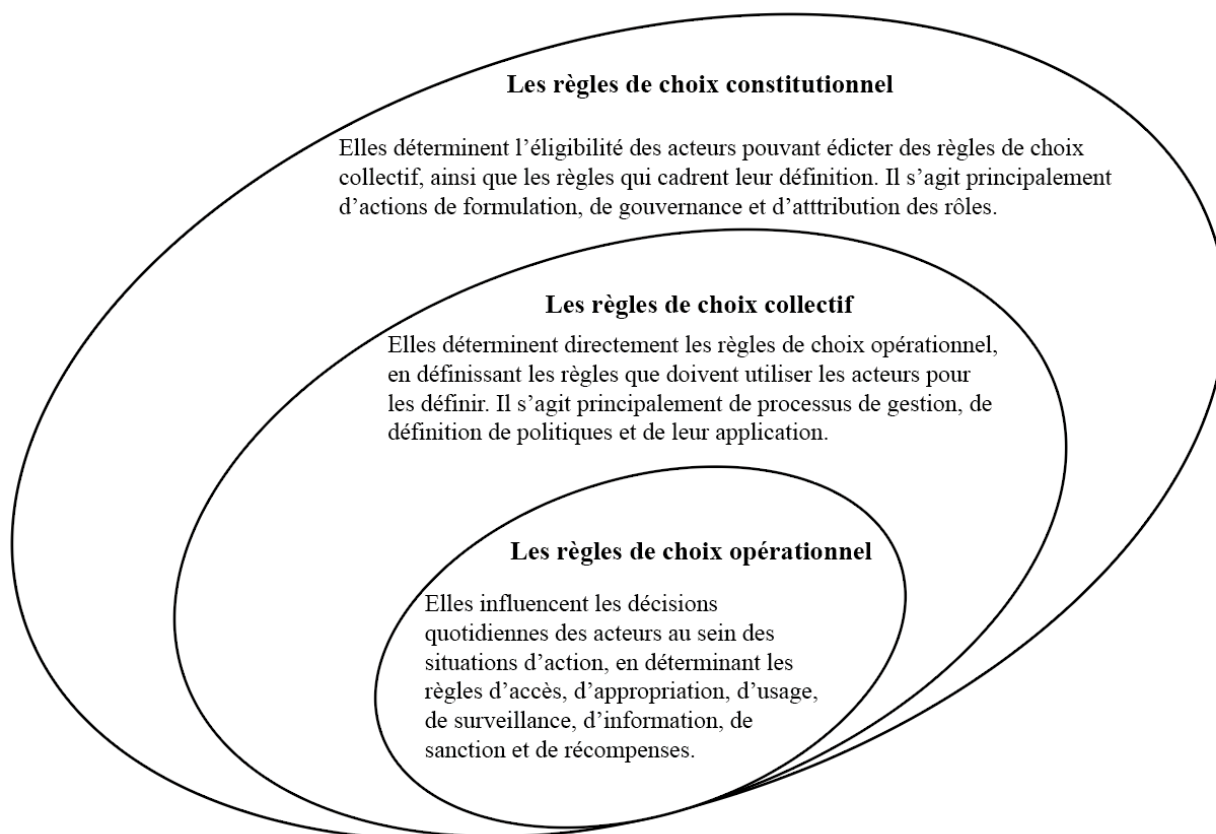 Les règles de choix constitutionnel
Elles déterminent l’éligibilité des acteurs pouvant édicter des règles de choix
collectif, ainsi que les règles qui cadrent leur définition. Il s’agit principalement
d’actions de formulation, de gouvernance et d’atttribution des rôles.
Les règles de choix collectif
Elles déterminent directement les règles de choix opérationnel,
en définissant les règles que doivent utiliser les acteurs pour
les définir. Il s’agit principalement de processus de gestion, de
définition de politiques et de leur application.
Les règles de choix opérationnel
Elles influencent les décisions
quotidiennes des acteurs au sein des
situations d’action, en déterminant les
règles d’accès, d’appropriation, d’usage,
de surveillance, d’information, de
sanction et de récompenses.